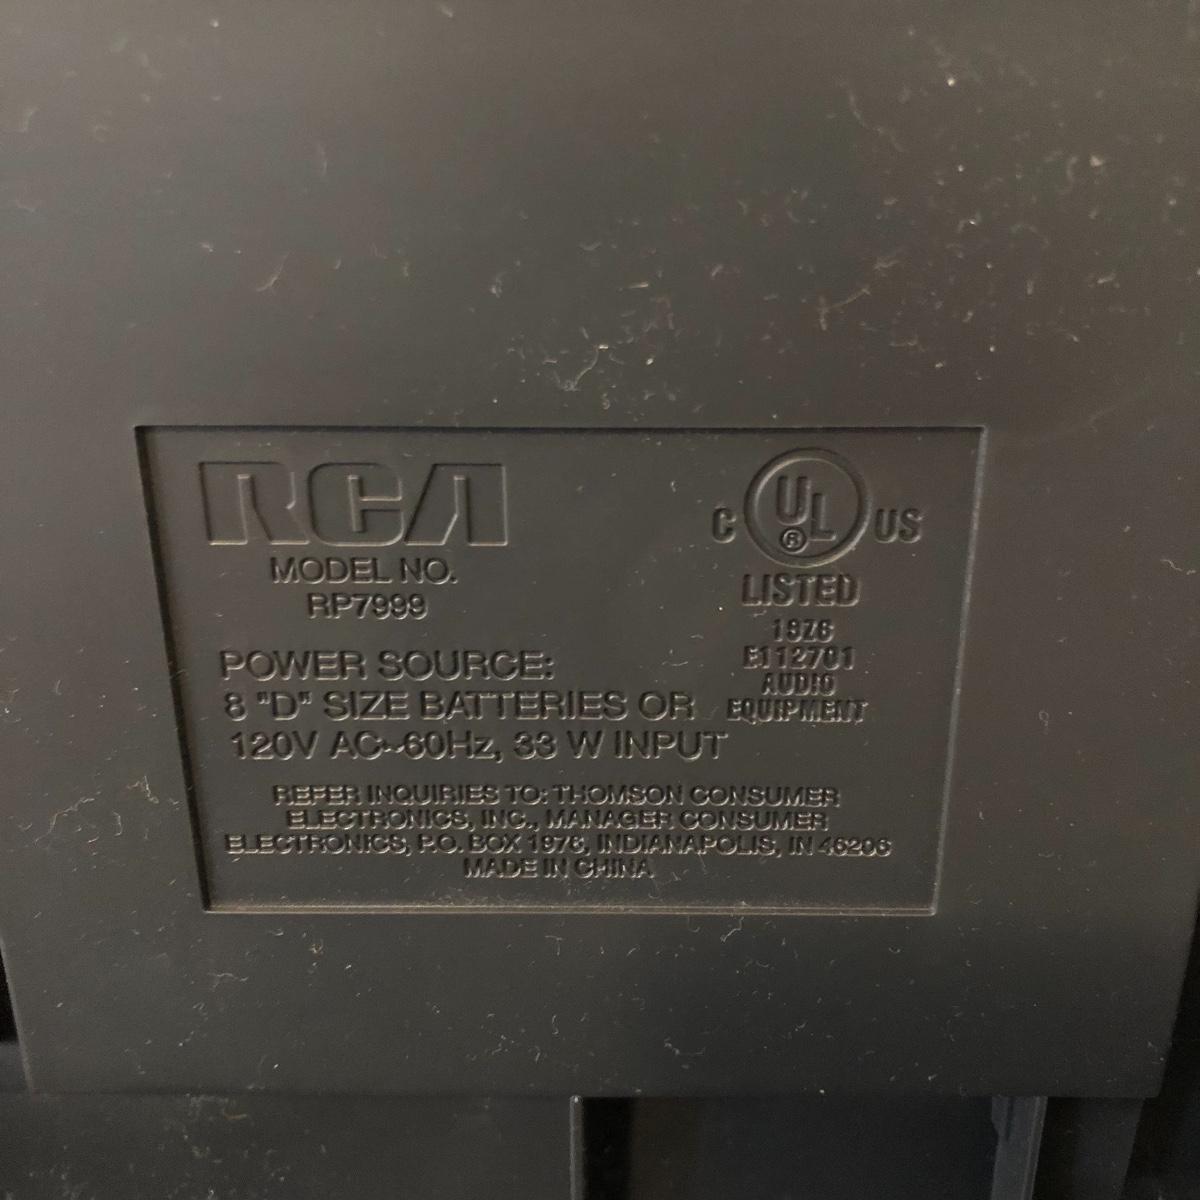 RCA
MODEL NO.
RP7999
POWER SOURCE:
8 "D" SIZE BATTERIES OR
120V AC~60Hz, 33 W INPUT
C UL ® US
LISTED
19Z6
E112701
AUDIO
EQUIPMENT
REFER INQUIRIES TO: THOMSON CONSUMER
ELECTRONICS, INC., MANAGER CONSUMER
ELECTRONICS, P.O. BOX 1976, INDIANAPOLIS, IN 46206
MADE IN CHINA